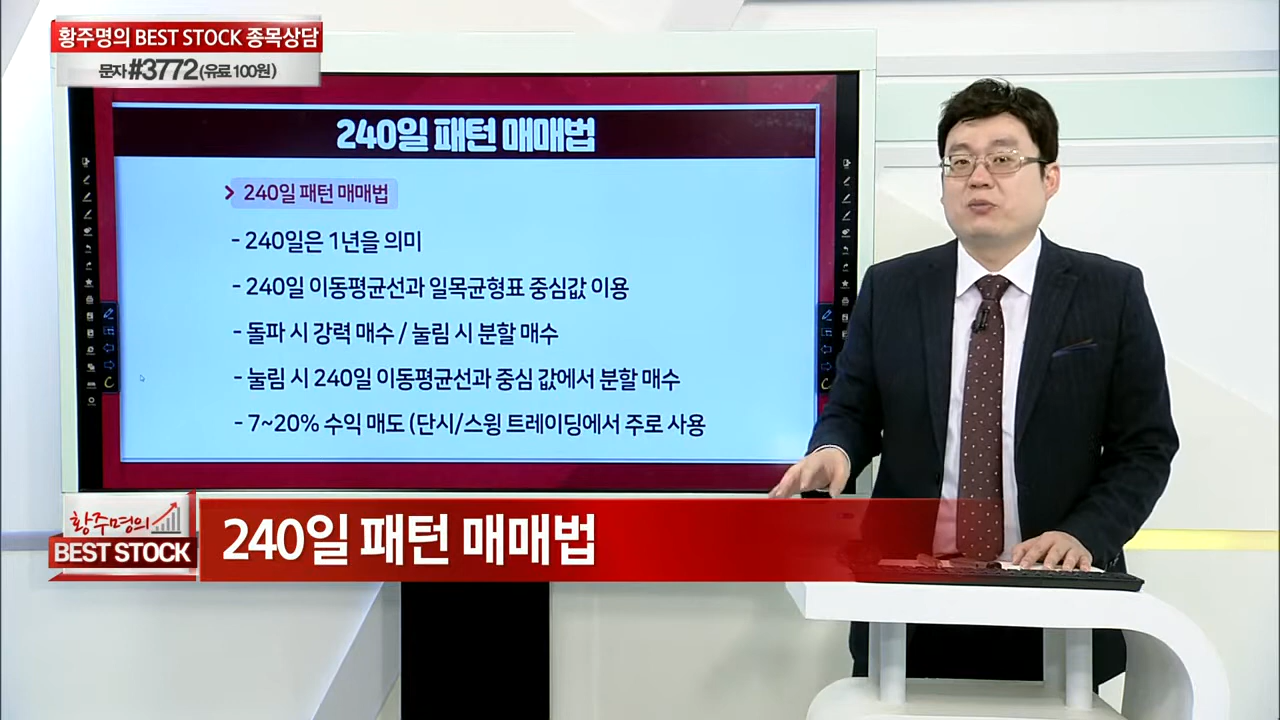 황주명의 BEST STOCK 종목상담
문자 #3772 (유료 100원)
240일 패턴 매매법
240일 패턴 매매법
- 240일은 1년을 의미
- 240일 이동평균선과 일목균형표 중심값 이용
- 돌파 시 강력 매수 / 눌림 시 분할 매수
- 눌림 시 240일 이동평균선과 중심 값에서 분할 매수
- 7~20% 수익 매도 (단시/스윙 트레이딩에서 주로 사용
황주명의
BEST STOCK
240일 패턴 매매법